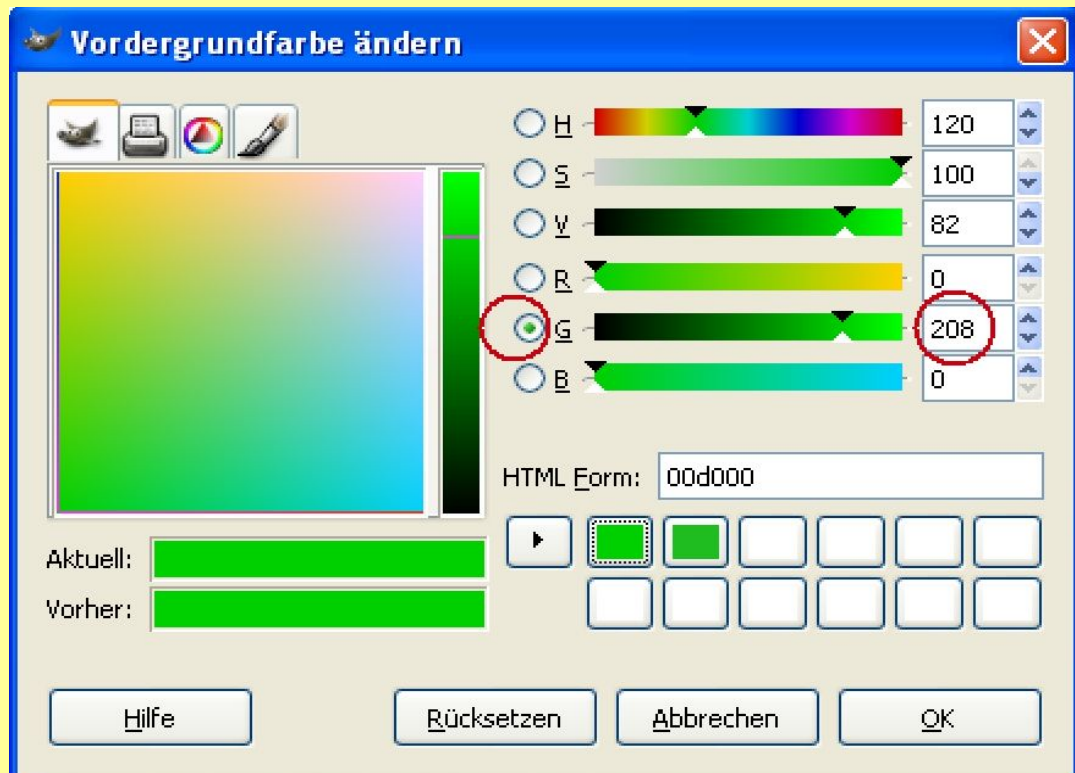 Vordergrundfarbe ändern
H 120
S 100
V 82
R 0
G 208
B 0
HTML Form: 00d000
Aktuell:
Vorher:
Hilfe Rücksetzen Abbrechen OK